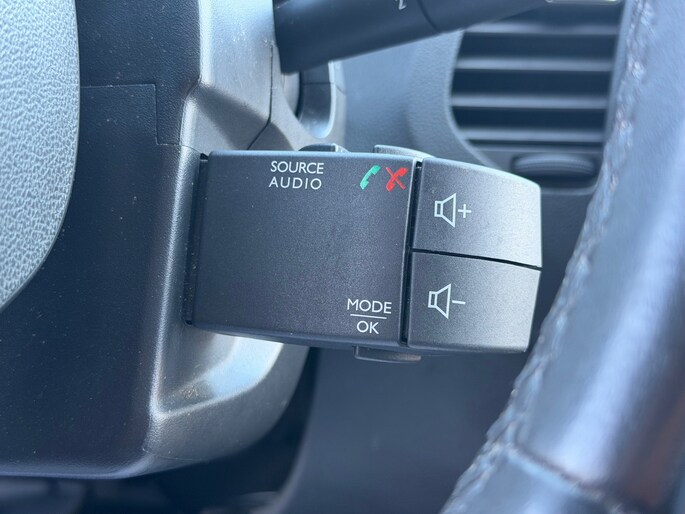 SOURCE
AUDIO
+
-
MODE
OK